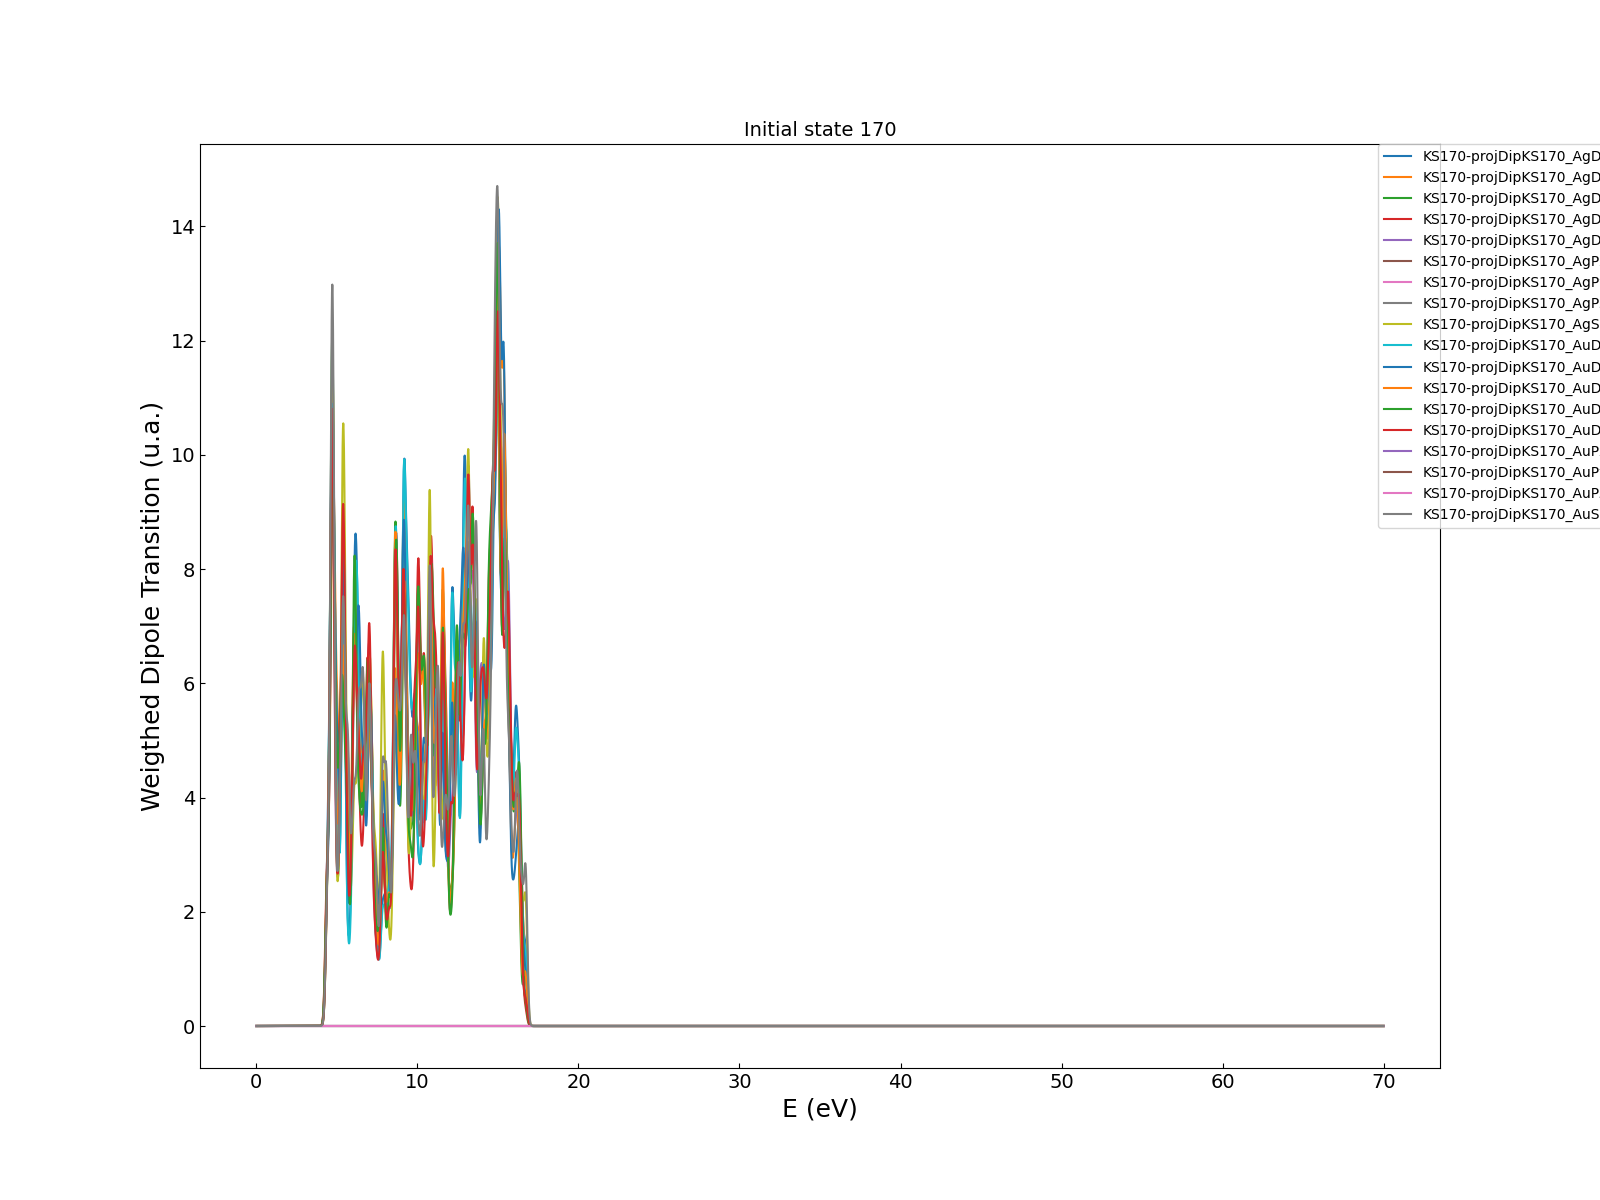 Initial state 170
KS170-projDipKS170_AgD
KS170-projDipKS170_AgD
KS170-projDipKS170_AgD
KS170-projDipKS170_AgD
KS170-projDipKS170_AgD
KS170-projDipKS170_AgP
KS170-projDipKS170_AgP
KS170-projDipKS170_AgP
KS170-projDipKS170_AgS
KS170-projDipKS170_AuD
KS170-projDipKS170_AuD
KS170-projDipKS170_AuD
KS170-projDipKS170_AuD
KS170-projDipKS170_AuD
KS170-projDipKS170_AuP
KS170-projDipKS170_AuP
KS170-projDipKS170_AuP
KS170-projDipKS170_AuS
Weigthed Dipole Transition (u.a.)
14
12
10
8
6
4
2
0
0 10 20 30 40 50 60 70
E (eV)